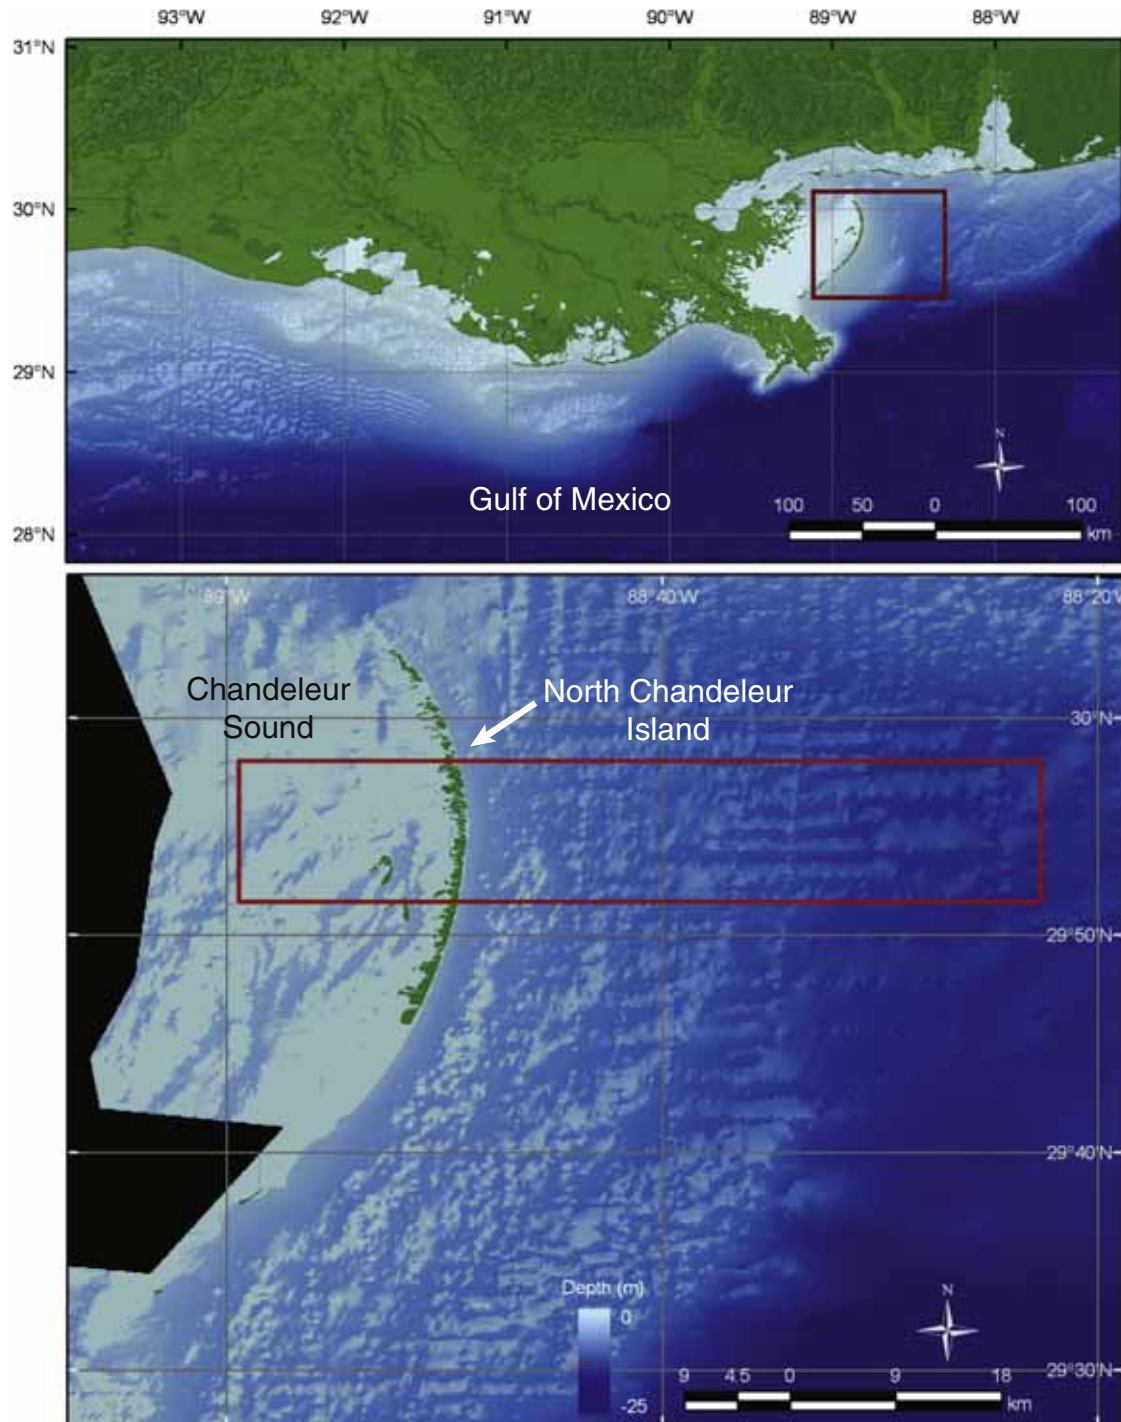 93°W 92°W 91°W 90°W 89°W 88°W
31°N
30°N
29°N
N
Gulf of Mexico
100 50 0 100
km
28°N
89°W 88°40'W 88°20'W
Chandeleur
Sound
North Chandeleur
Island
30°N
29°50'N
29°40'N
Depth (m)
0
-25
N
29°30'N
9 4.5 0 9 18
km